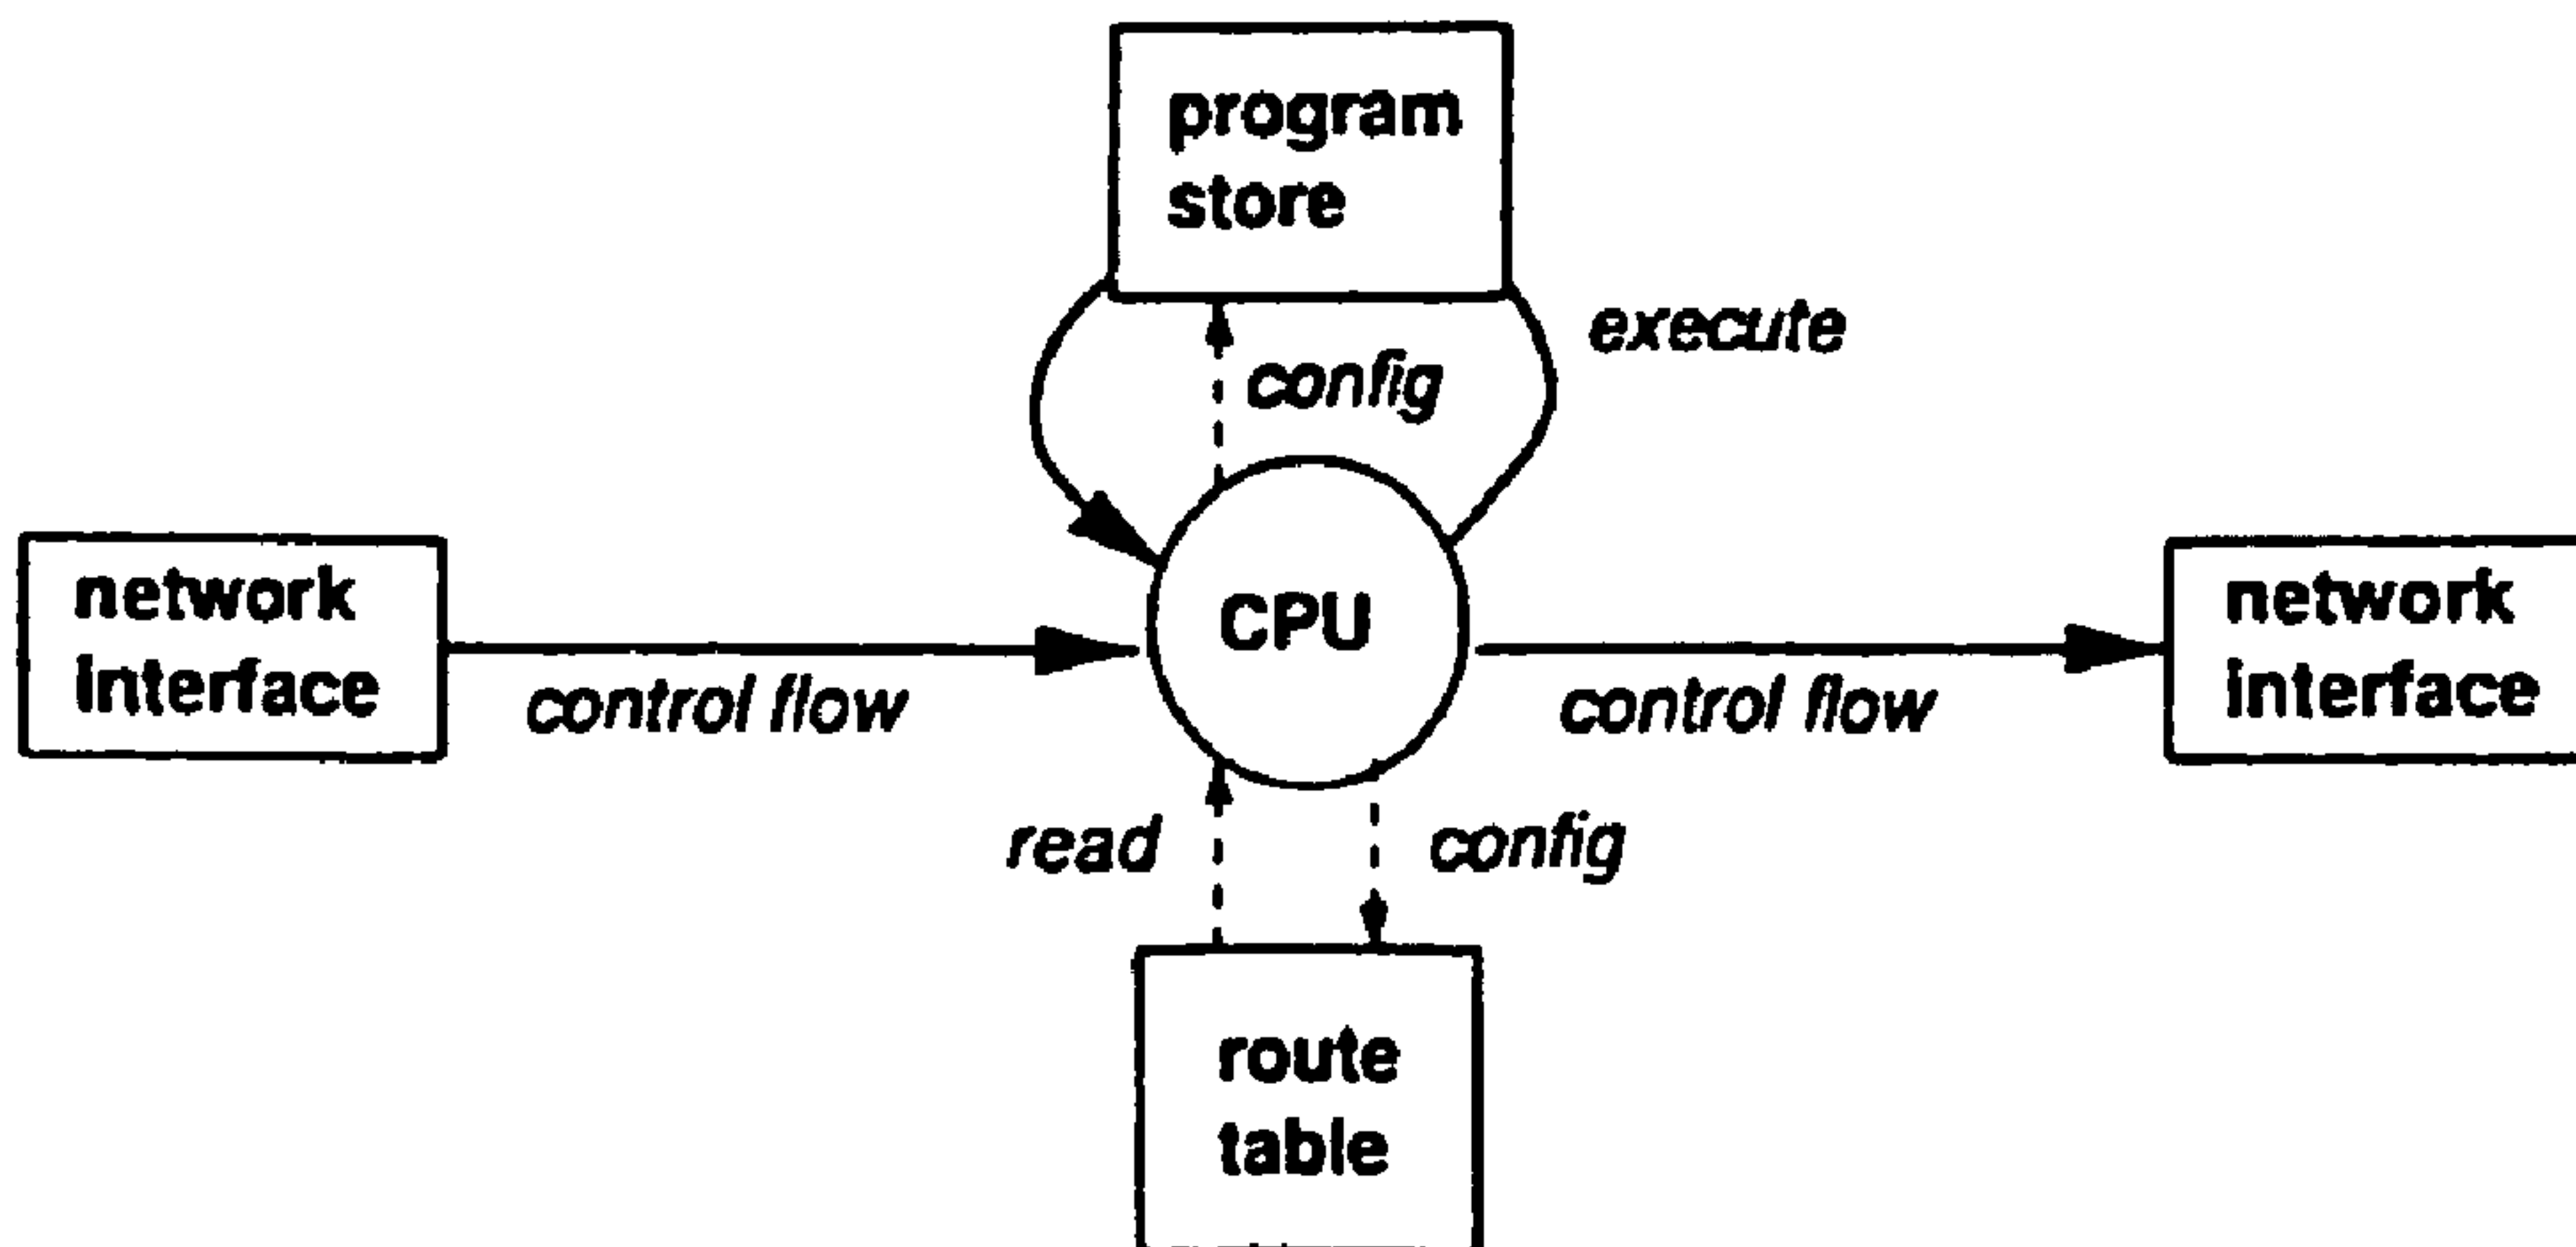 program
store
execute
config
network
interface
CPU
network
interface
control flow
control flow
read
config
route
table